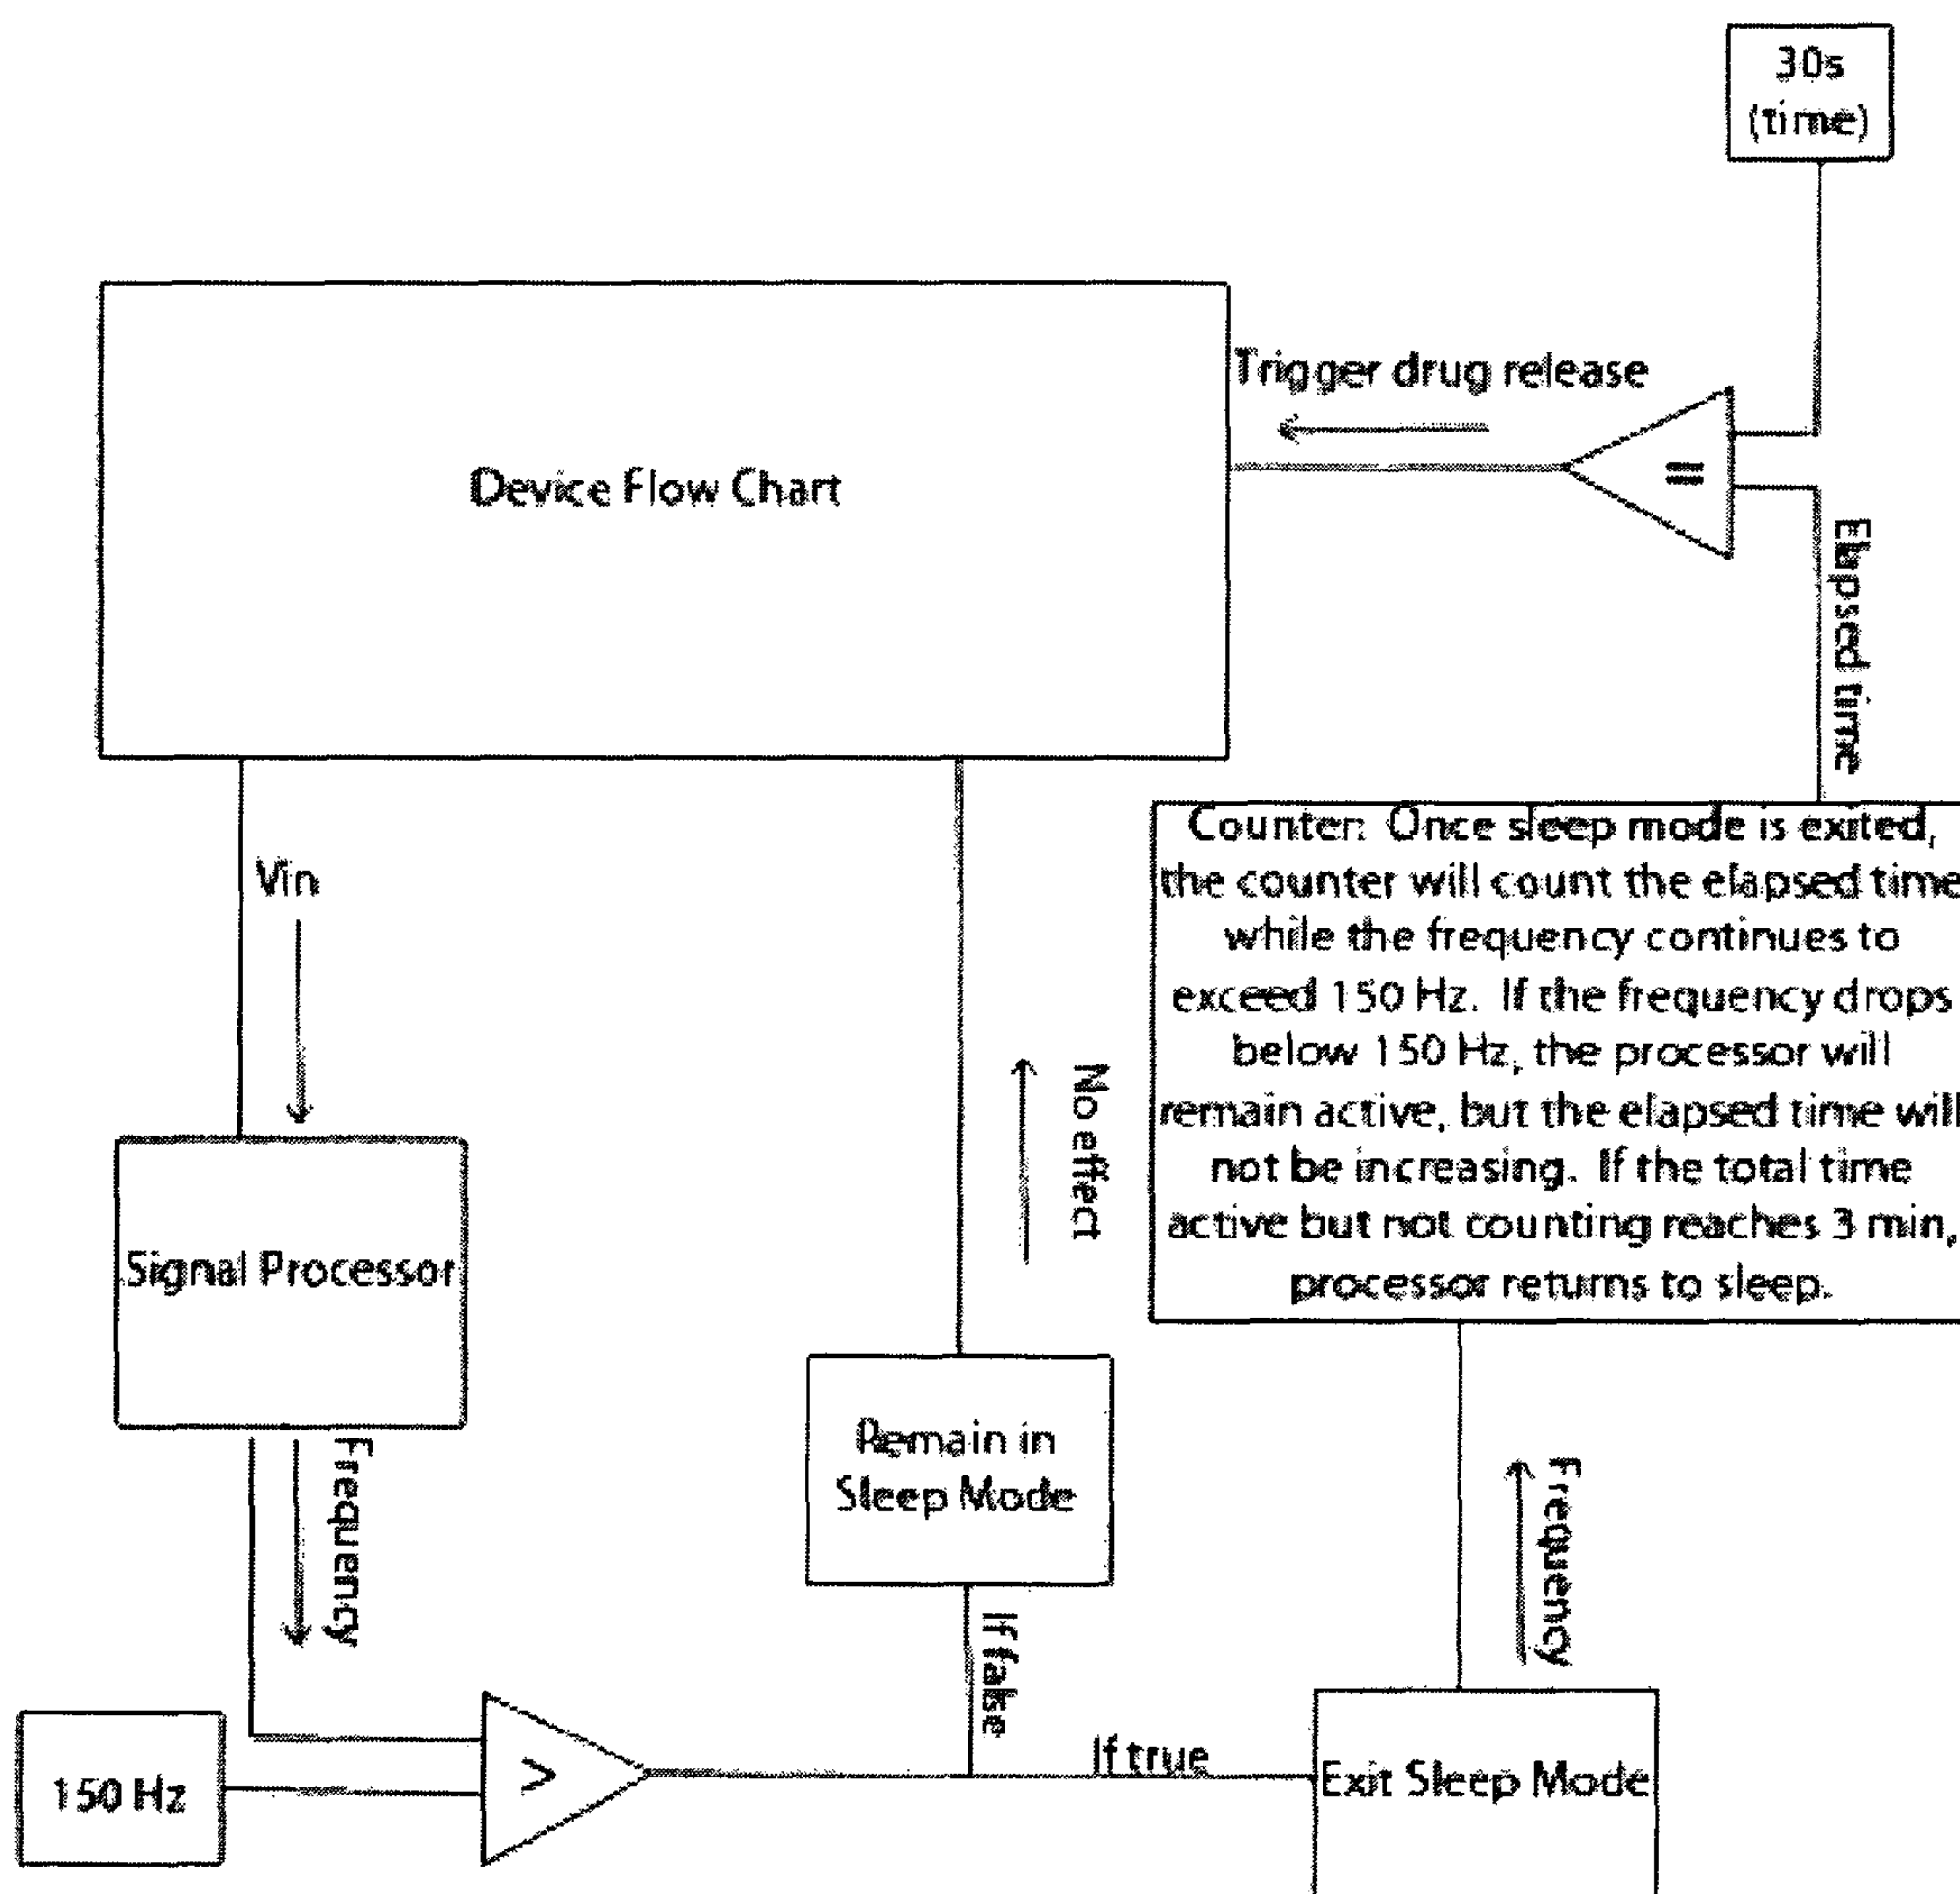 30s
(time)
Trigger drug release
=
Device Flow Chart
Elapsed time
Vin
Counter: Once sleep mode is exited,
the counter will count the elapsed time
while the frequency continues to
exceed 150 Hz. If the frequency drops
below 150 Hz, the processor will
remain active, but the elapsed time will
not be increasing. If the total time
active but not counting reaches 3 min,
processor returns to sleep.
No effect
Signal Processor
Remain in
Sleep Mode
Frequency
Frequency
If false
If true
150 Hz
>
Exit Sleep Mode